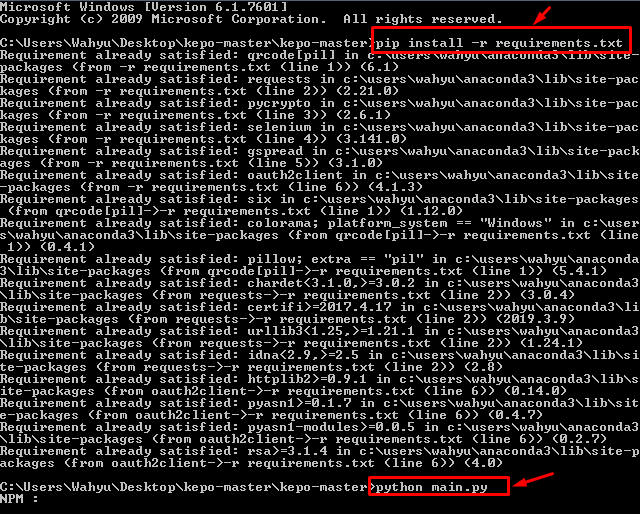 Microsoft Windows [Version 6.1.7601]
Copyright (c) 2009 Microsoft Corporation.  All rights reserved.

C:\Users\Wahyu\Desktop\kepo-master\kepo-master>pip install -r requirements.txt
Requirement already satisfied: qrcode[pil] in c:\users\wahyu\anaconda3\lib\site-
packages (from -r requirements.txt (line 1)) (6.1)
Requirement already satisfied: requests in c:\users\wahyu\anaconda3\lib\site-pac
kages (from -r requirements.txt (line 2)) (2.21.0)
Requirement already satisfied: pycrypto in c:\users\wahyu\anaconda3\lib\site-pac
kages (from -r requirements.txt (line 3)) (2.6.1)
Requirement already satisfied: selenium in c:\users\wahyu\anaconda3\lib\site-pac
kages (from -r requirements.txt (line 4)) (3.141.0)
Requirement already satisfied: gspread in c:\users\wahyu\anaconda3\lib\site-pack
ages (from -r requirements.txt (line 5)) (3.1.0)
Requirement already satisfied: oauth2client in c:\users\wahyu\anaconda3\lib\site
-packages (from -r requirements.txt (line 6)) (4.1.3)
Requirement already satisfied: six in c:\users\wahyu\anaconda3\lib\site-packages
 (from qrcode[pil]->-r requirements.txt (line 1)) (1.12.0)
Requirement already satisfied: colorama; platform_system == "Windows" in c:\user
s\wahyu\anaconda3\lib\site-packages (from qrcode[pil]->-r requirements.txt (line
 1)) (0.4.1)
Requirement already satisfied: pillow; extra == "pil" in c:\users\wahyu\anaconda
3\lib\site-packages (from qrcode[pil]->-r requirements.txt (line 1)) (5.4.1)
Requirement already satisfied: chardet<3.1.0,>=3.0.2 in c:\users\wahyu\anaconda3
\lib\site-packages (from requests->-r requirements.txt (line 2)) (3.0.4)
Requirement already satisfied: certifi>=2017.4.17 in c:\users\wahyu\anaconda3\li
b\site-packages (from requests->-r requirements.txt (line 2)) (2019.3.9)
Requirement already satisfied: urllib3<1.25,>=1.21.1 in c:\users\wahyu\anaconda3
\lib\site-packages (from requests->-r requirements.txt (line 2)) (1.24.1)
Requirement already satisfied: idna<2.9,>=2.5 in c:\users\wahyu\anaconda3\lib\si
te-packages (from requests->-r requirements.txt (line 2)) (2.8)
Requirement already satisfied: httplib2>=0.9.1 in c:\users\wahyu\anaconda3\lib\s
ite-packages (from oauth2client->-r requirements.txt (line 6)) (0.14.0)
Requirement already satisfied: pyasn1>=0.1.7 in c:\users\wahyu\anaconda3\lib\sit
e-packages (from oauth2client->-r requirements.txt (line 6)) (0.4.7)
Requirement already satisfied: pyasn1-modules>=0.0.5 in c:\users\wahyu\anaconda3
\lib\site-packages (from oauth2client->-r requirements.txt (line 6)) (0.2.7)
Requirement already satisfied: rsa>=3.1.4 in c:\users\wahyu\anaconda3\lib\site-p
ackages (from oauth2client->-r requirements.txt (line 6)) (4.0)

C:\Users\Wahyu\Desktop\kepo-master\kepo-master>python main.py
NPM :